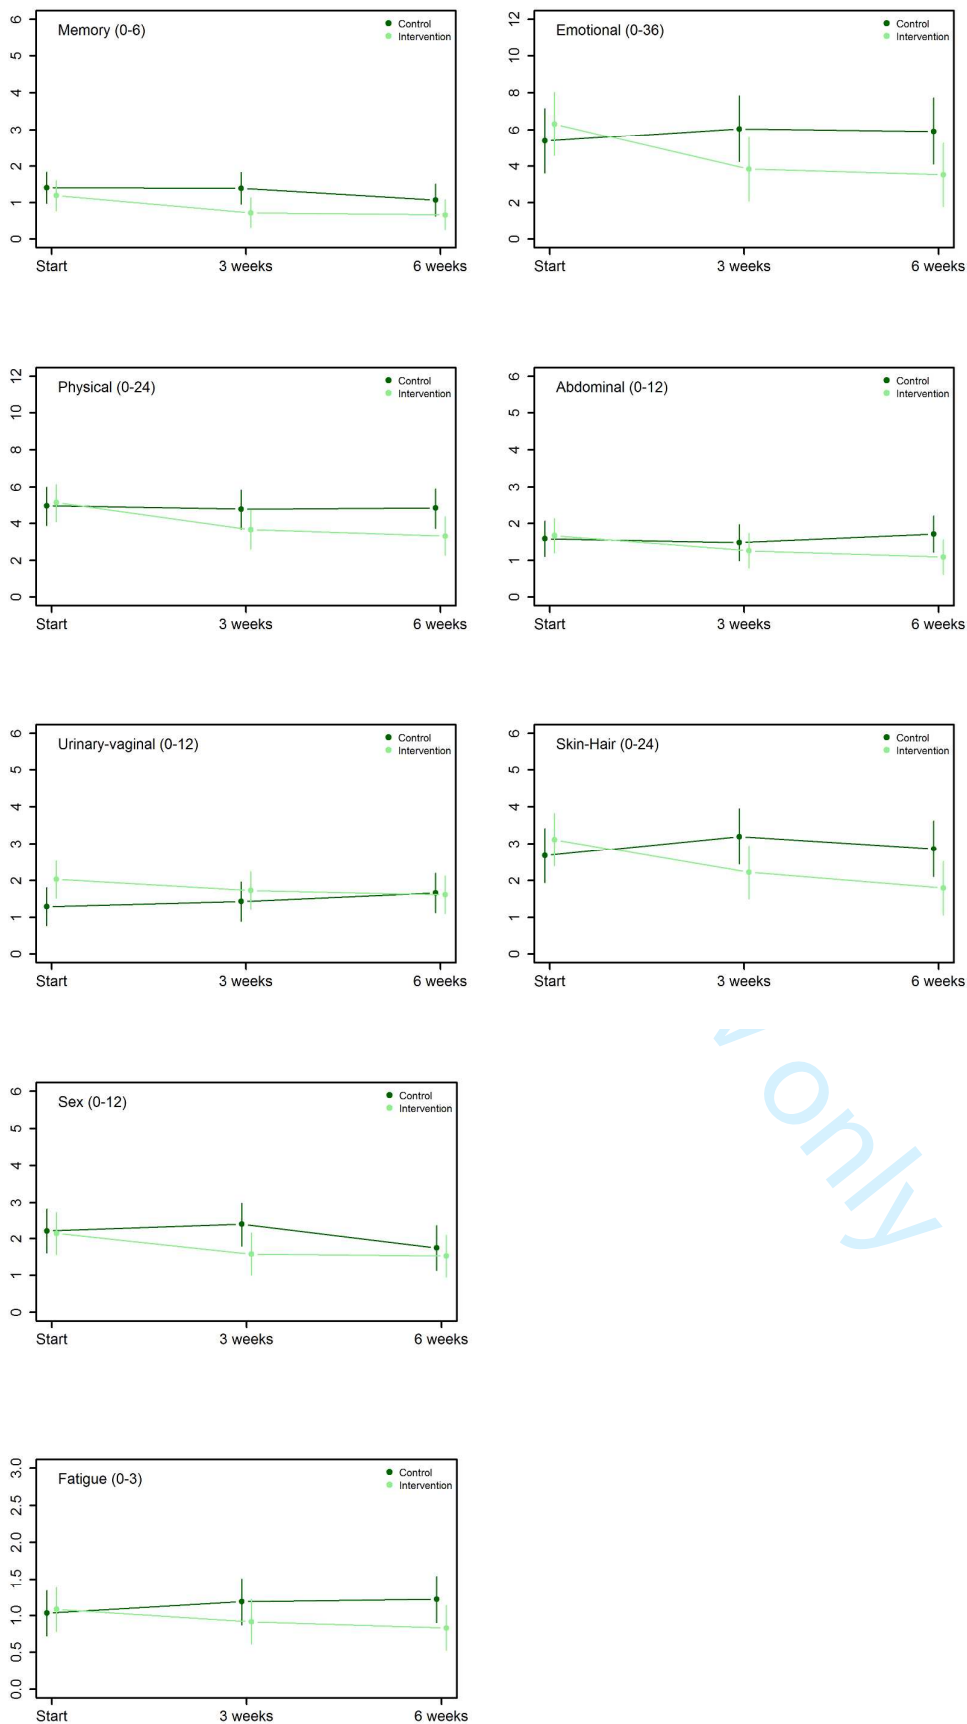 Memory (0-6)
Control
Intervention
6
5
4
3
2
1
0
Start
3 weeks
6 weeks
Emotional (0-36)
Control
Intervention
12
10
8
6
4
2
0
Start
3 weeks
6 weeks
Physical (0-24)
Control
Intervention
12
10
8
6
4
2
0
Start
3 weeks
6 weeks
Abdominal (0-12)
Control
Intervention
6
5
4
3
2
1
0
Start
3 weeks
6 weeks
Urinary-vaginal (0-12)
Control
Intervention
6
5
4
3
2
1
0
Start
3 weeks
6 weeks
Skin-Hair (0-24)
Control
Intervention
6
5
4
3
2
1
0
Start
3 weeks
6 weeks
Sex (0-12)
Control
Intervention
6
5
4
3
2
1
0
Start
3 weeks
6 weeks
only
Fatigue (0-3)
Control
Intervention
3.0
2.5
2.0
1.5
1.0
0.5
0.0
Start
3 weeks
6 weeks